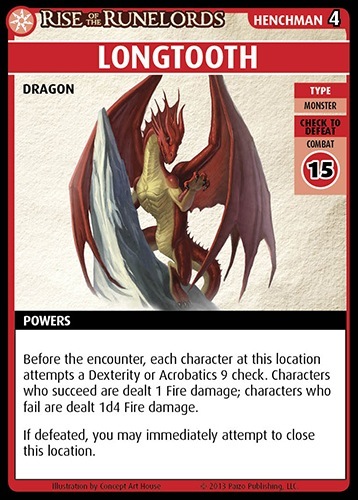 RISE OF THE RUNELORDS
HENCHMAN 4
LONGTOOTH
DRAGON
TYPE
MONSTER
CHECK TO
DEFEAT
COMBAT
15
POWERS
Before the encounter, each character at this location
attempts a Dexterity or Acrobatics 9 check. Characters
who succeed are dealt 1 Fire damage; characters who
fail are dealt 1d4 Fire damage.
If defeated, you may immediately attempt to close
this location.
Illustration by Concept Art House
© 2013 Paizo Publishing, LLC